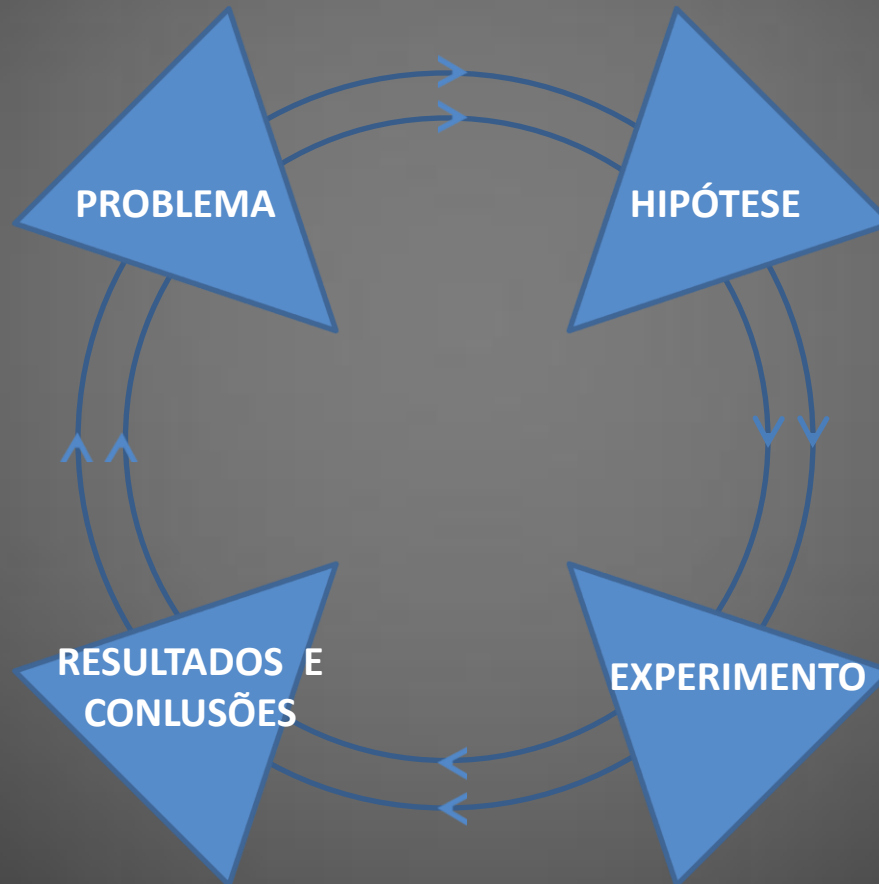 PROBLEMA
HIPÓTESE
RESULTADOS E
CONLUSÕES
EXPERIMENTO